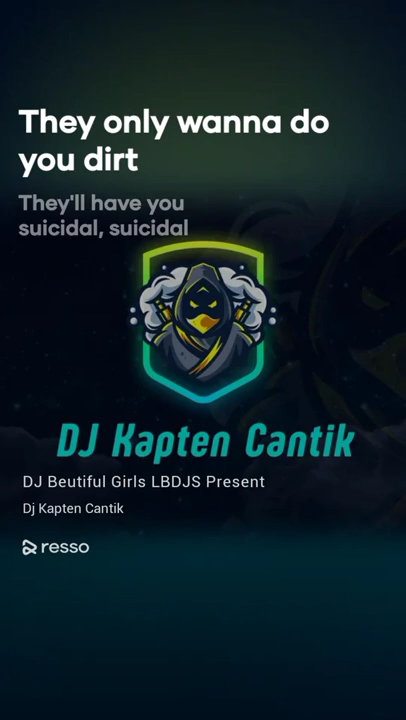 They only wanna do
you dirt
They'll have you
suicidal, suicidal
DJ Kapten Cantik
DJ Beutiful Girls LBDJS Present
Dj Kapten Cantik
resso